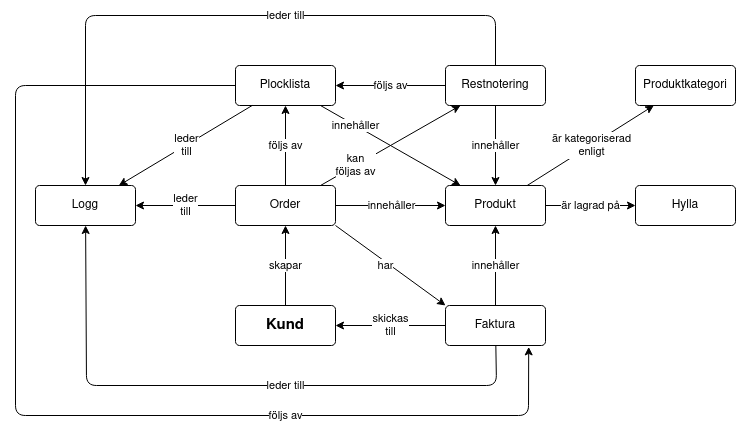 leder till
Plocklista
följs av
Restnotering
Produktkategori
innehåller
leder
till
följs av
kan
följas av
innehåller
är kategoriserad
enligt
Logg
leder
till
Order
innehåller
Produkt
är lagrad på
Hylla
skapar
har
innehåller
Kund
skickas
till
Faktura
leder till
följs av